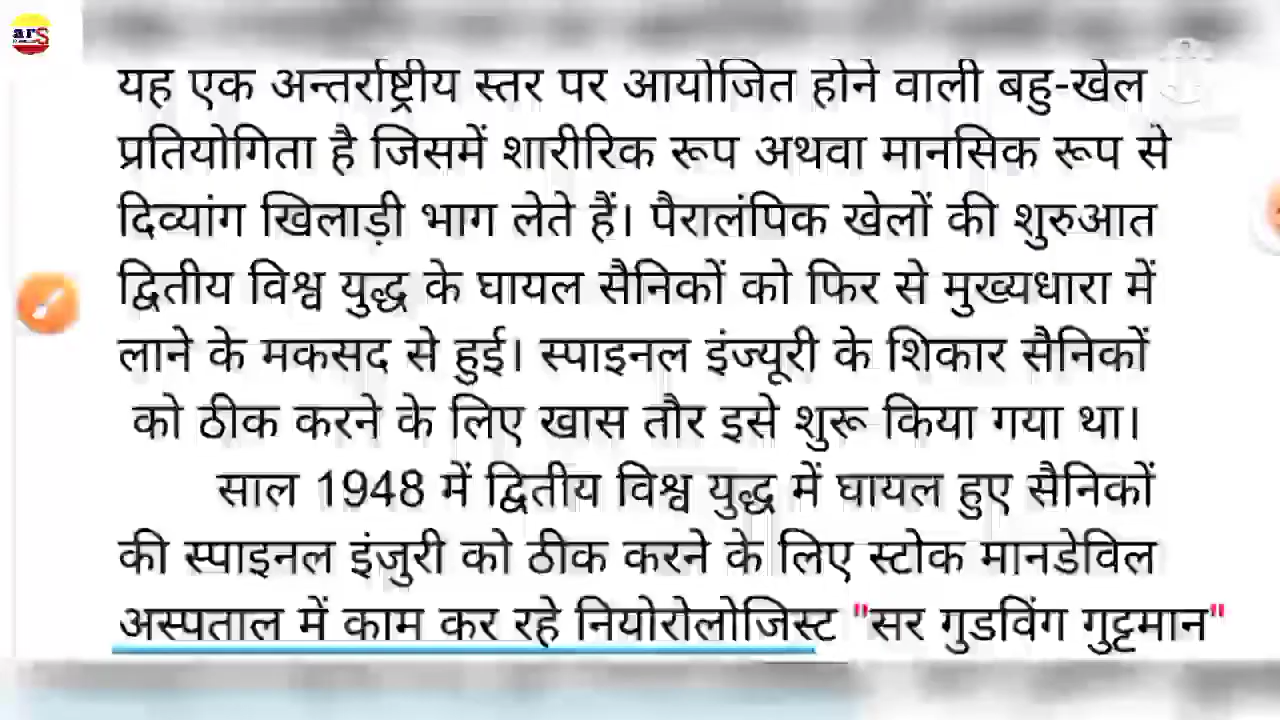 arS
यह एक अन्तर्राष्ट्रीय स्तर पर आयोजित होने वाली बहु-खेल
प्रतियोगिता है जिसमें शारीरिक रूप अथवा मानसिक रूप से
दिव्यांग खिलाड़ी भाग लेते हैं। पैरालंपिक खेलों की शुरुआत
द्वितीय विश्व युद्ध के घायल सैनिकों को फिर से मुख्यधारा में
लाने के मकसद से हुई। स्पाइनल इंज्यूरी के शिकार सैनिकों
को ठीक करने के लिए खास तौर इसे शुरू किया गया था।
साल 1948 में द्वितीय विश्व युद्ध में घायल हुए सैनिकों
की स्पाइनल इंजुरी को ठीक करने के लिए स्टोक मानडेविल
अस्पताल में काम कर रहे नियोरोलोजिस्ट "सर गुडविंग गुट्टमान"